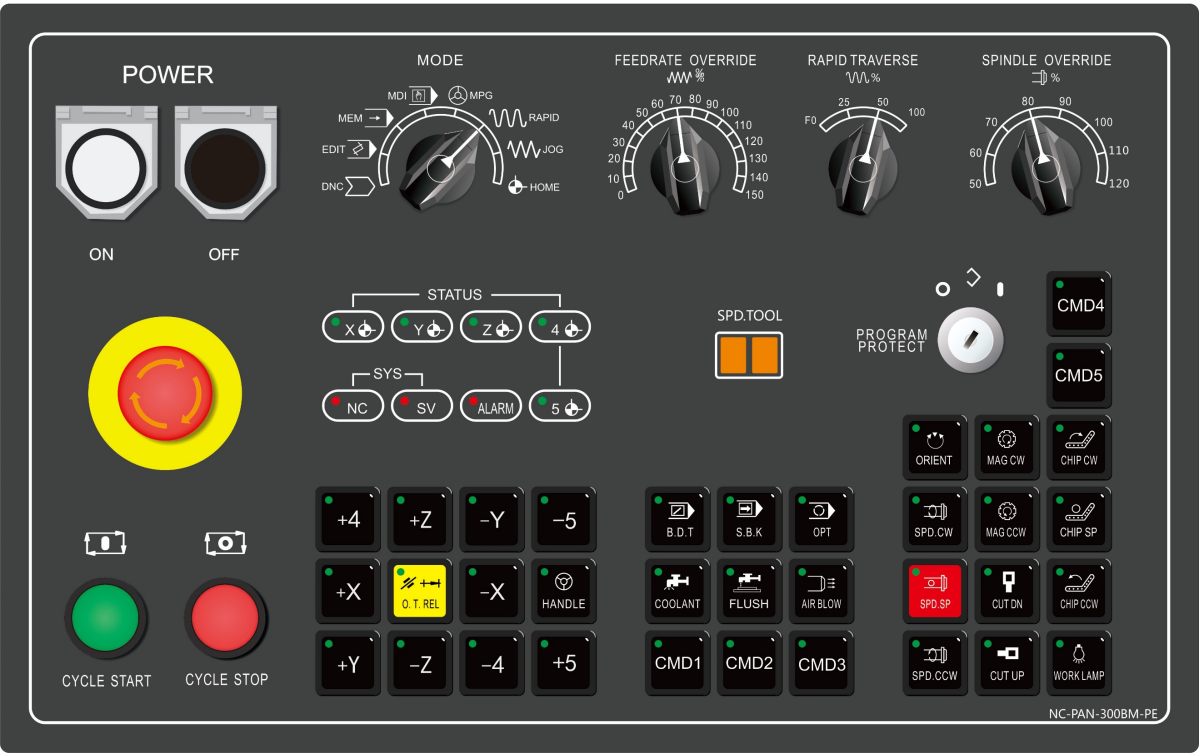 POWER
ON
OFF
MODE
MDI
MPG
MEM
RAPID
EDIT
JOG
DNC
HOME
FEEDRATE OVERRIDE
%
0
10
20
30
40
50
60
70
80
90
100
110
120
130
140
150
RAPID TRAVERSE
%
F0
25
50
100
SPINDLE OVERRIDE
%
50
60
70
80
90
100
110
120
STATUS
X
Y
Z
4
SYS
NC
SV
ALARM
5
SPD.TOOL
PROGRAM
PROTECT
CMD4
CMD5
ORIENT
MAG CW
CHIP CW
SPD.CW
MAG CCW
CHIP SP
SPD.SP
CUT DN
CHIP CCW
SPD.CCW
CUT UP
WORK LAMP
+4
+Z
-Y
-5
+X
O. T. REL
-X
HANDLE
+Y
-Z
-4
+5
B.D.T
S.B.K
OPT
COOLANT
FLUSH
AIR BLOW
CMD1
CMD2
CMD3
CYCLE START
CYCLE STOP
NC-PAN-300BM-PE